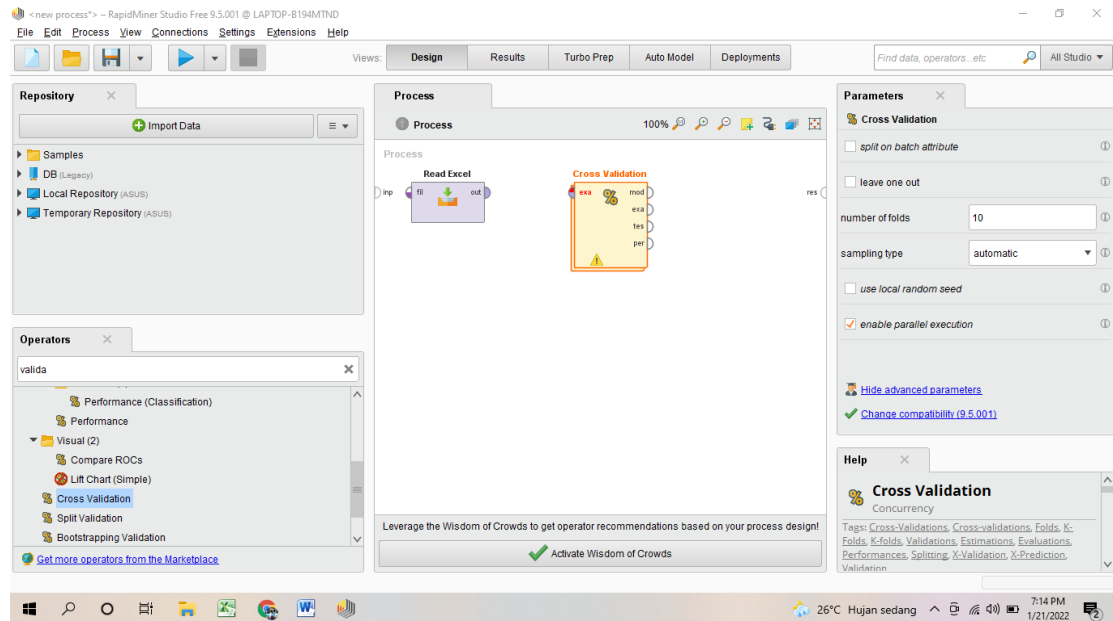 <new process*> – RapidMiner Studio Free 9.5.001 @ LAPTOP-B194MTND
File Edit Process View Connections Settings Extensions Help
Views: Design Results Turbo Prep Auto Model Deployments
Find data, operators...etc
All Studio
Repository
Import Data
Samples
DB (Legacy)
Local Repository (ASUS)
Temporary Repository (ASUS)
Operators
valida
Performance (Classification)
Performance
Visual (2)
Compare ROCs
Lift Chart (Simple)
Cross Validation
Split Validation
Bootstrapping Validation
Get more operators from the Marketplace
Process
Process
100%
Process
inp
Read Excel
fil out
Cross Validation
exa mod
exa
tes
per
res
Leverage the Wisdom of Crowds to get operator recommendations based on your process design!
Activate Wisdom of Crowds
Parameters
Cross Validation
split on batch attribute
leave one out
number of folds 10
sampling type automatic
use local random seed
enable parallel execution
Hide advanced parameters
Change compatibility (9.5.001)
Help
Cross Validation
Concurrency
Tags: Cross-Validations, Cross-validations, Folds, K-
Folds, K-folds, Validations, Estimations, Evaluations,
Performances, Splitting, X-Validation, X-Prediction,
Validation
26°C Hujan sedang
7:14 PM
1/21/2022
2